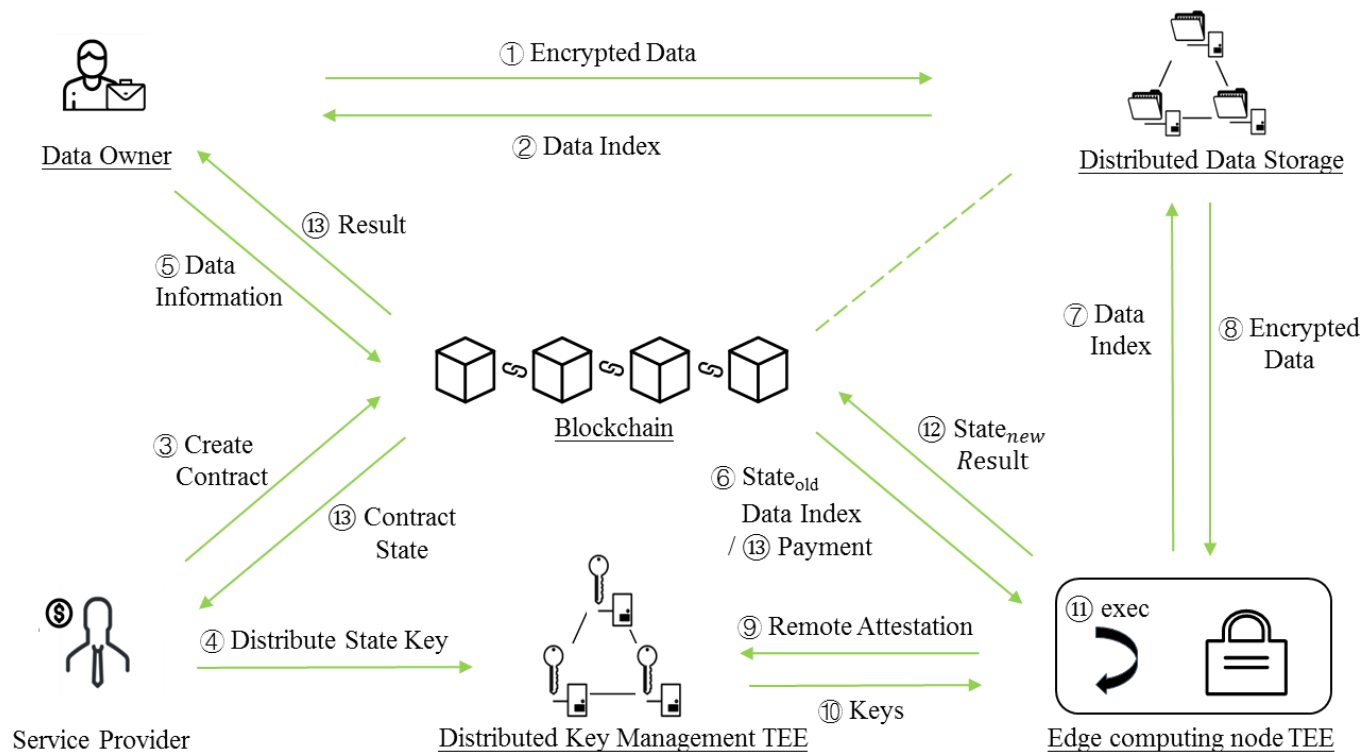 ① Encrypted Data
② Data Index
Data Owner
Distributed Data Storage
⑬ Result
⑤ Data
Information
⑦ Data
Index
⑧ Encrypted
Data
Blockchain
③ Create
Contract
⑬ Contract
State
⑫ State_new
Result
⑥ State_old
Data Index
/ ⑬ Payment
④ Distribute State Key
⑨ Remote Attestation
⑩ Keys
⑪ exec
$
Service Provider
Distributed Key Management TEE
Edge computing node TEE